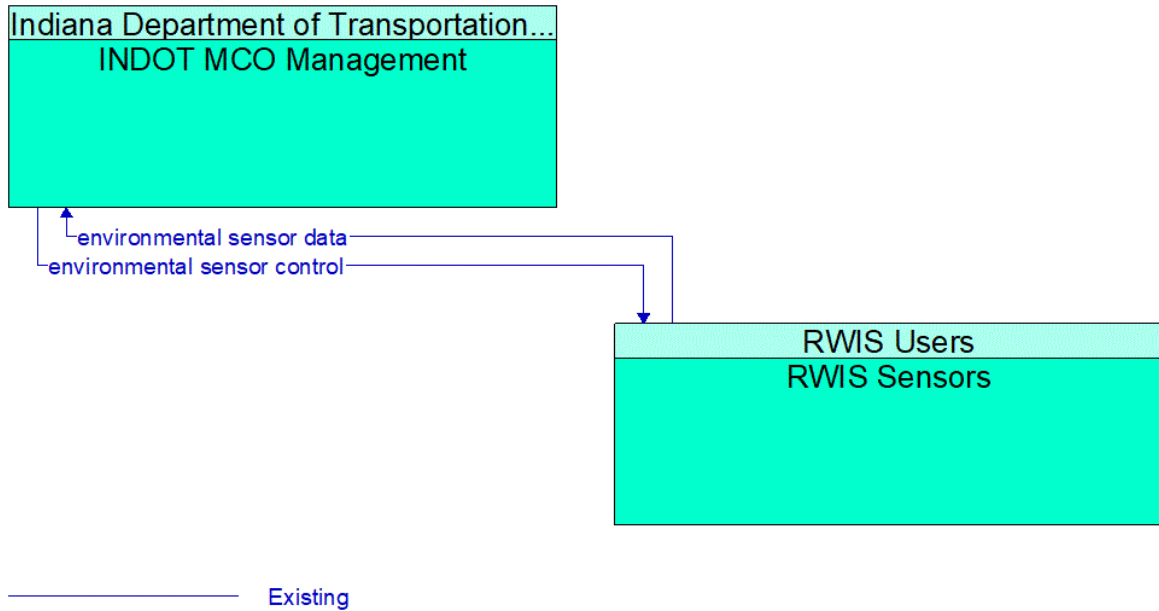 Indiana Department of Transportation...
INDOT MCO Management
environmental sensor data
environmental sensor control
RWIS Users
RWIS Sensors
Existing